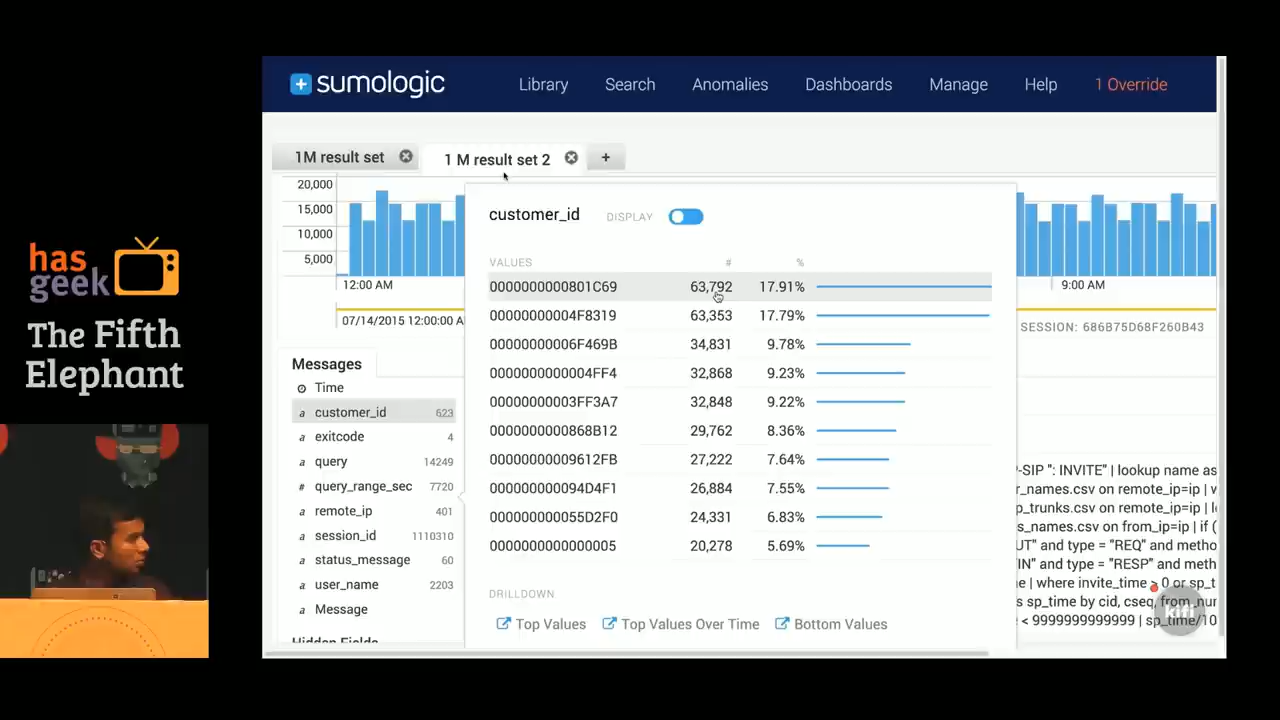 has
geek
The Fifth
Elephant
sumologic
Library Search Anomalies Dashboards Manage Help 1 Override
1M result set
1 M result set 2
+
20,000
15,000
10,000
5,000
12:00 AM
9:00 AM
07/14/2015 12:00:00 A
SESSION: 686B75D68F260B43
Messages
Time
a customer_id 623
a exitcode 4
a query 14249
# query_range_sec 7720
a remote_ip 401
a session_id 1110310
a status_message 60
a user_name 2203
a Message
Hidden Fields
customer_id DISPLAY
VALUES # %
0000000000801C69 63,792 17.91%
00000000004F8319 63,353 17.79%
00000000006F469B 34,831 9.78%
000000000004FF4 32,868 9.23%
00000000003FF3A7 32,848 9.22%
0000000000868B12 29,762 8.36%
00000000009612FB 27,222 7.64%
000000000094D4F1 26,884 7.55%
000000000055D2F0 24,331 6.83%
0000000000000005 20,278 5.69%
DRILLDOWN
Top Values Top Values Over Time Bottom Values
-SIP ": INVITE" | lookup name as
r_names.csv on remote_ip=ip | w
p_trunks.csv on remote_ip=ip | l
s_names.csv on from_ip=ip | if (
UT" and type = "REQ" and metho
IN" and type = "RESP" and meth
e | where invite_time > 0 or sp_t
s sp_time by cid, cseq, from_nur
< 9999999999999 | sp_time/10
kifi